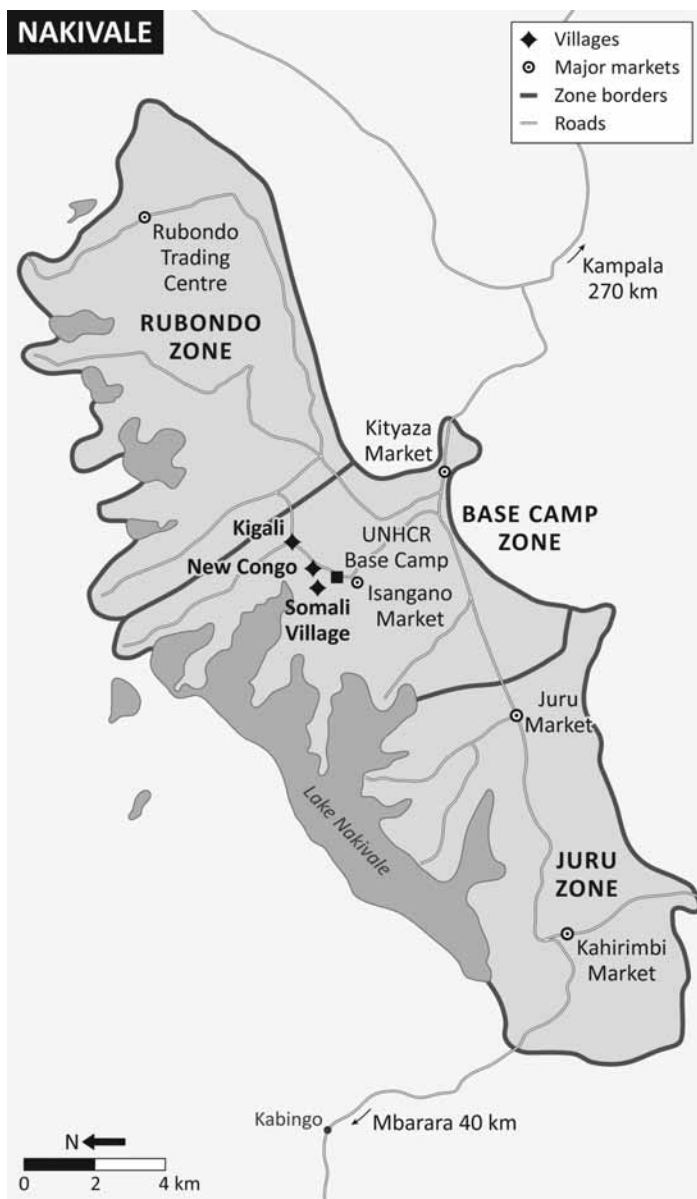 NAKIVALE
Villages
Major markets
Zone borders
Roads
Rubondo
Trading
Centre
Kampala
270 km
RUBONDO
ZONE
Kityaza
Market
BASE CAMP
ZONE
Kigali
UNHCR
Base Camp
New Congo
Isangano
Market
Somali
Village
Juru
Market
Lake Nakivale
JURU
ZONE
Kahirimbi
Market
Kabingo
Mbarara 40 km
N
0 2 4 km